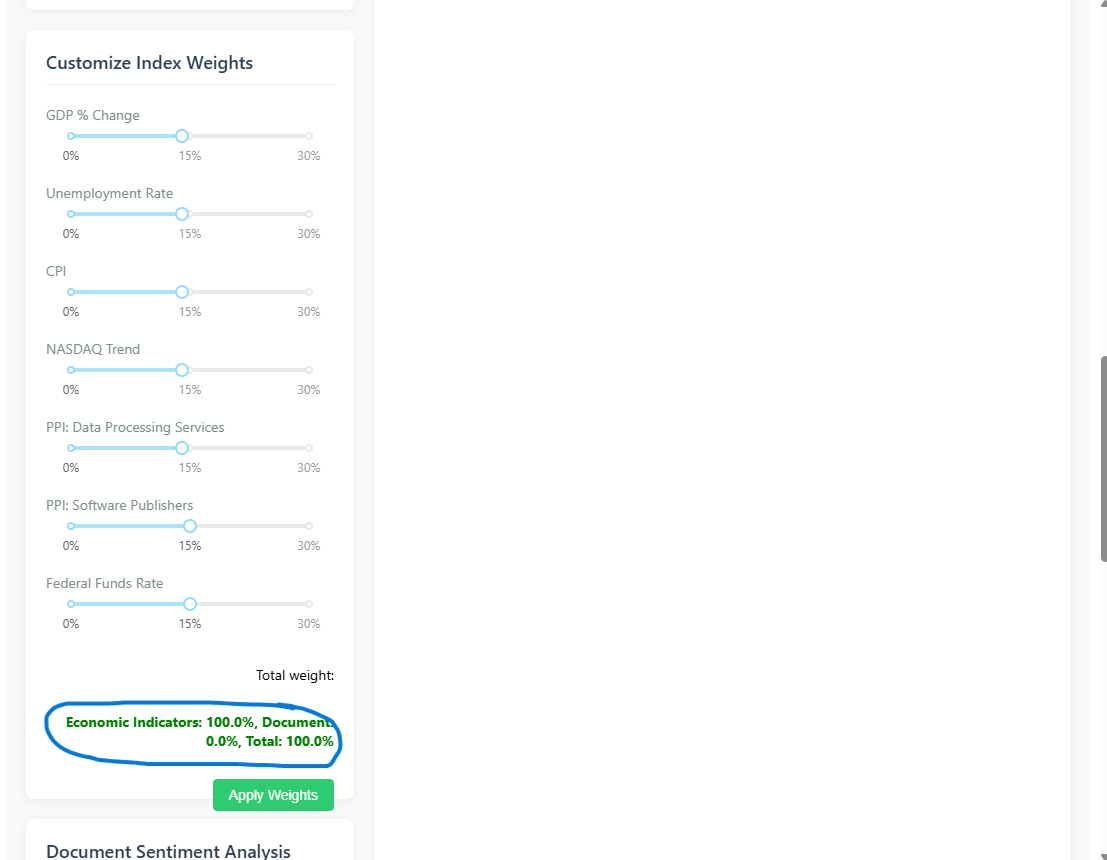 Customize Index Weights
GDP % Change
0% 15% 30%
Unemployment Rate
0% 15% 30%
CPI
0% 15% 30%
NASDAQ Trend
0% 15% 30%
PPI: Data Processing Services
0% 15% 30%
PPI: Software Publishers
0% 15% 30%
Federal Funds Rate
0% 15% 30%
Total weight:
Economic Indicators: 100.0%, Document:
0.0%, Total: 100.0%
Apply Weights
Document Sentiment Analysis